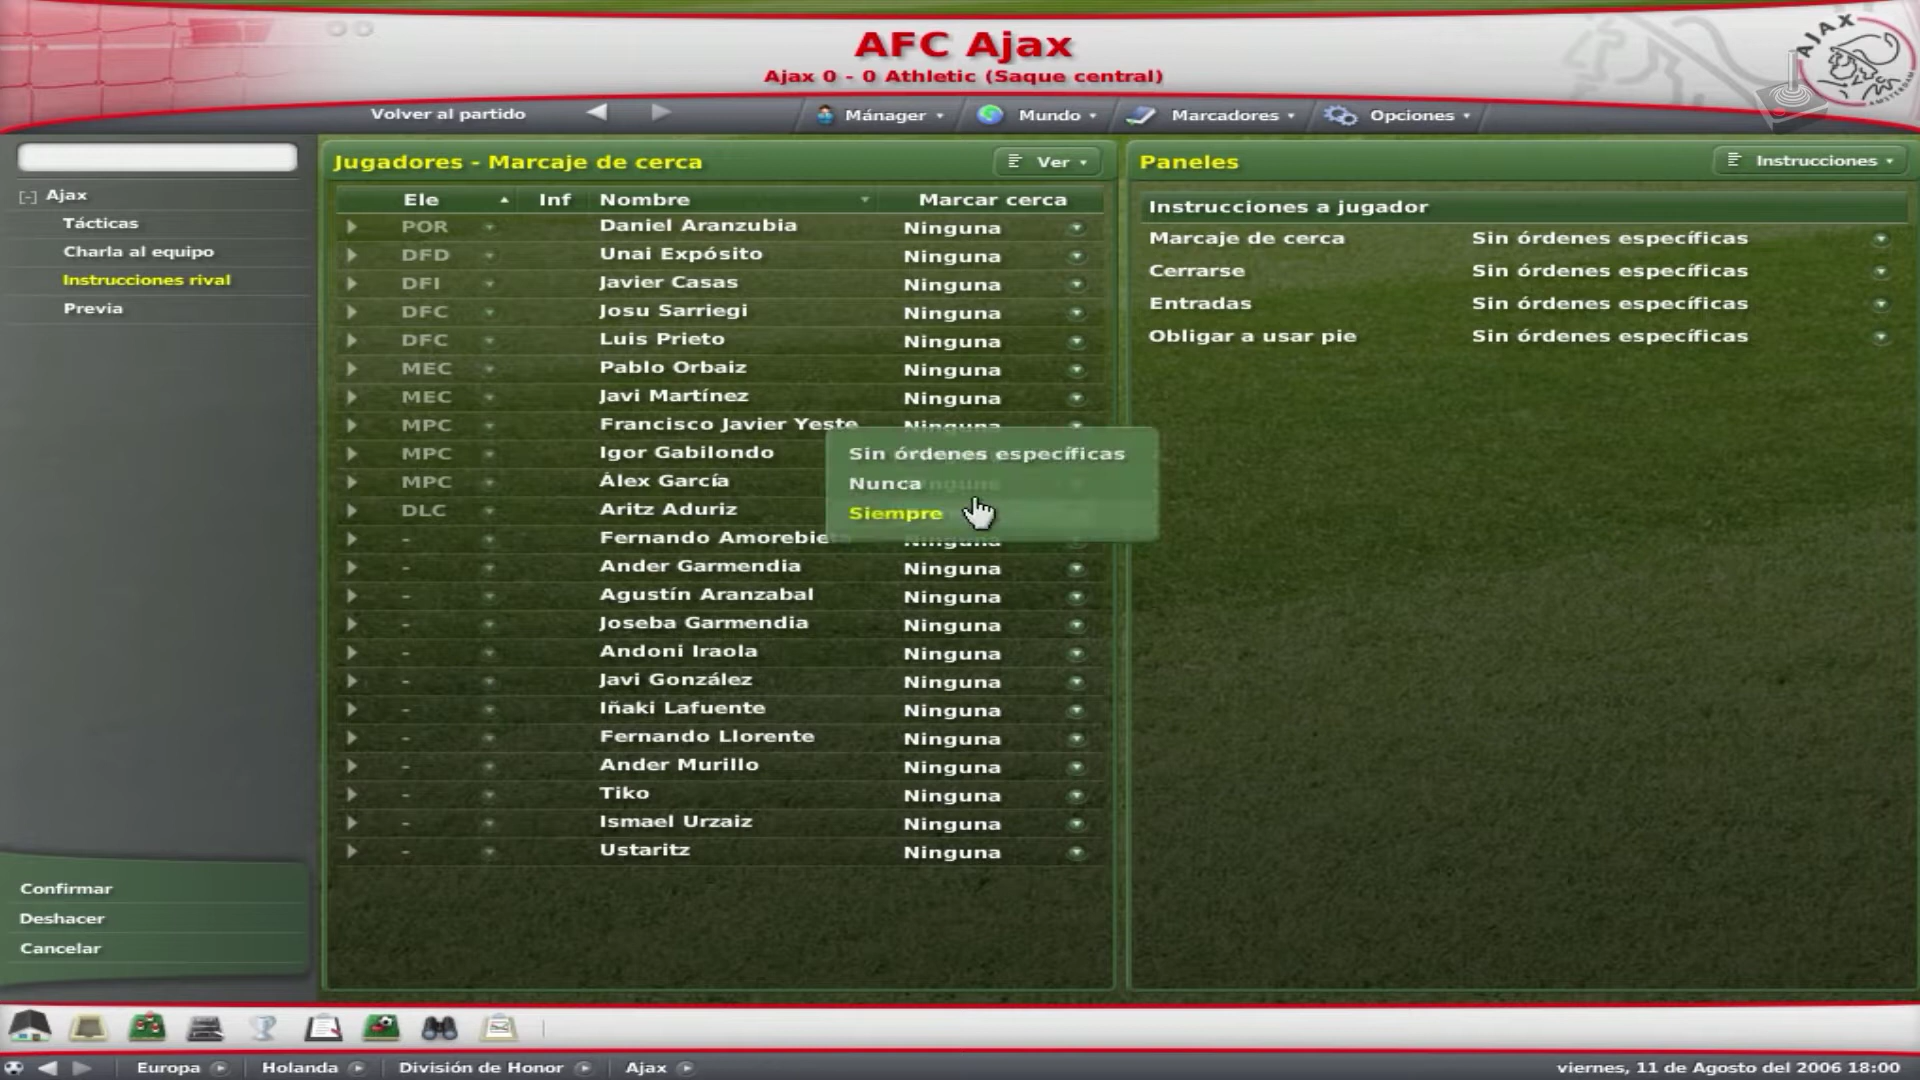 AFC Ajax
Ajax 0 - 0 Athletic (Saque central)
AJAX
Volver al partido
Mánager
Mundo
Marcadores
Opciones
[-] Ajax
Tácticas
Charla al equipo
Instrucciones rival
Previa
Confirmar
Deshacer
Cancelar
Jugadores - Marcaje de cerca
Ver
Ele Inf Nombre Marcar cerca
POR Daniel Aranzubia Ninguna
DFD Unai Expósito Ninguna
DFI Javier Casas Ninguna
DFC Josu Sarriegi Ninguna
DFC Luis Prieto Ninguna
MEC Pablo Orbaiz Ninguna
MEC Javi Martínez Ninguna
MPC Francisco Javier Yeste Ninguna
MPC Igor Gabilondo
MPC Álex García
DLC Aritz Aduriz
Sin órdenes específicas
Nunca
Siempre
- Fernando Amorebie Ninguna
- Ander Garmendia Ninguna
- Agustín Aranzabal Ninguna
- Joseba Garmendia Ninguna
- Andoni Iraola Ninguna
- Javi González Ninguna
- Iñaki Lafuente Ninguna
- Fernando Llorente Ninguna
- Ander Murillo Ninguna
- Tiko Ninguna
- Ismael Urzaiz Ninguna
- Ustaritz Ninguna
Paneles
Instrucciones
Instrucciones a jugador
Marcaje de cerca Sin órdenes específicas
Cerrarse Sin órdenes específicas
Entradas Sin órdenes específicas
Obligar a usar pie Sin órdenes específicas
Europa
Holanda
División de Honor
Ajax
viernes, 11 de Agosto del 2006 18:00